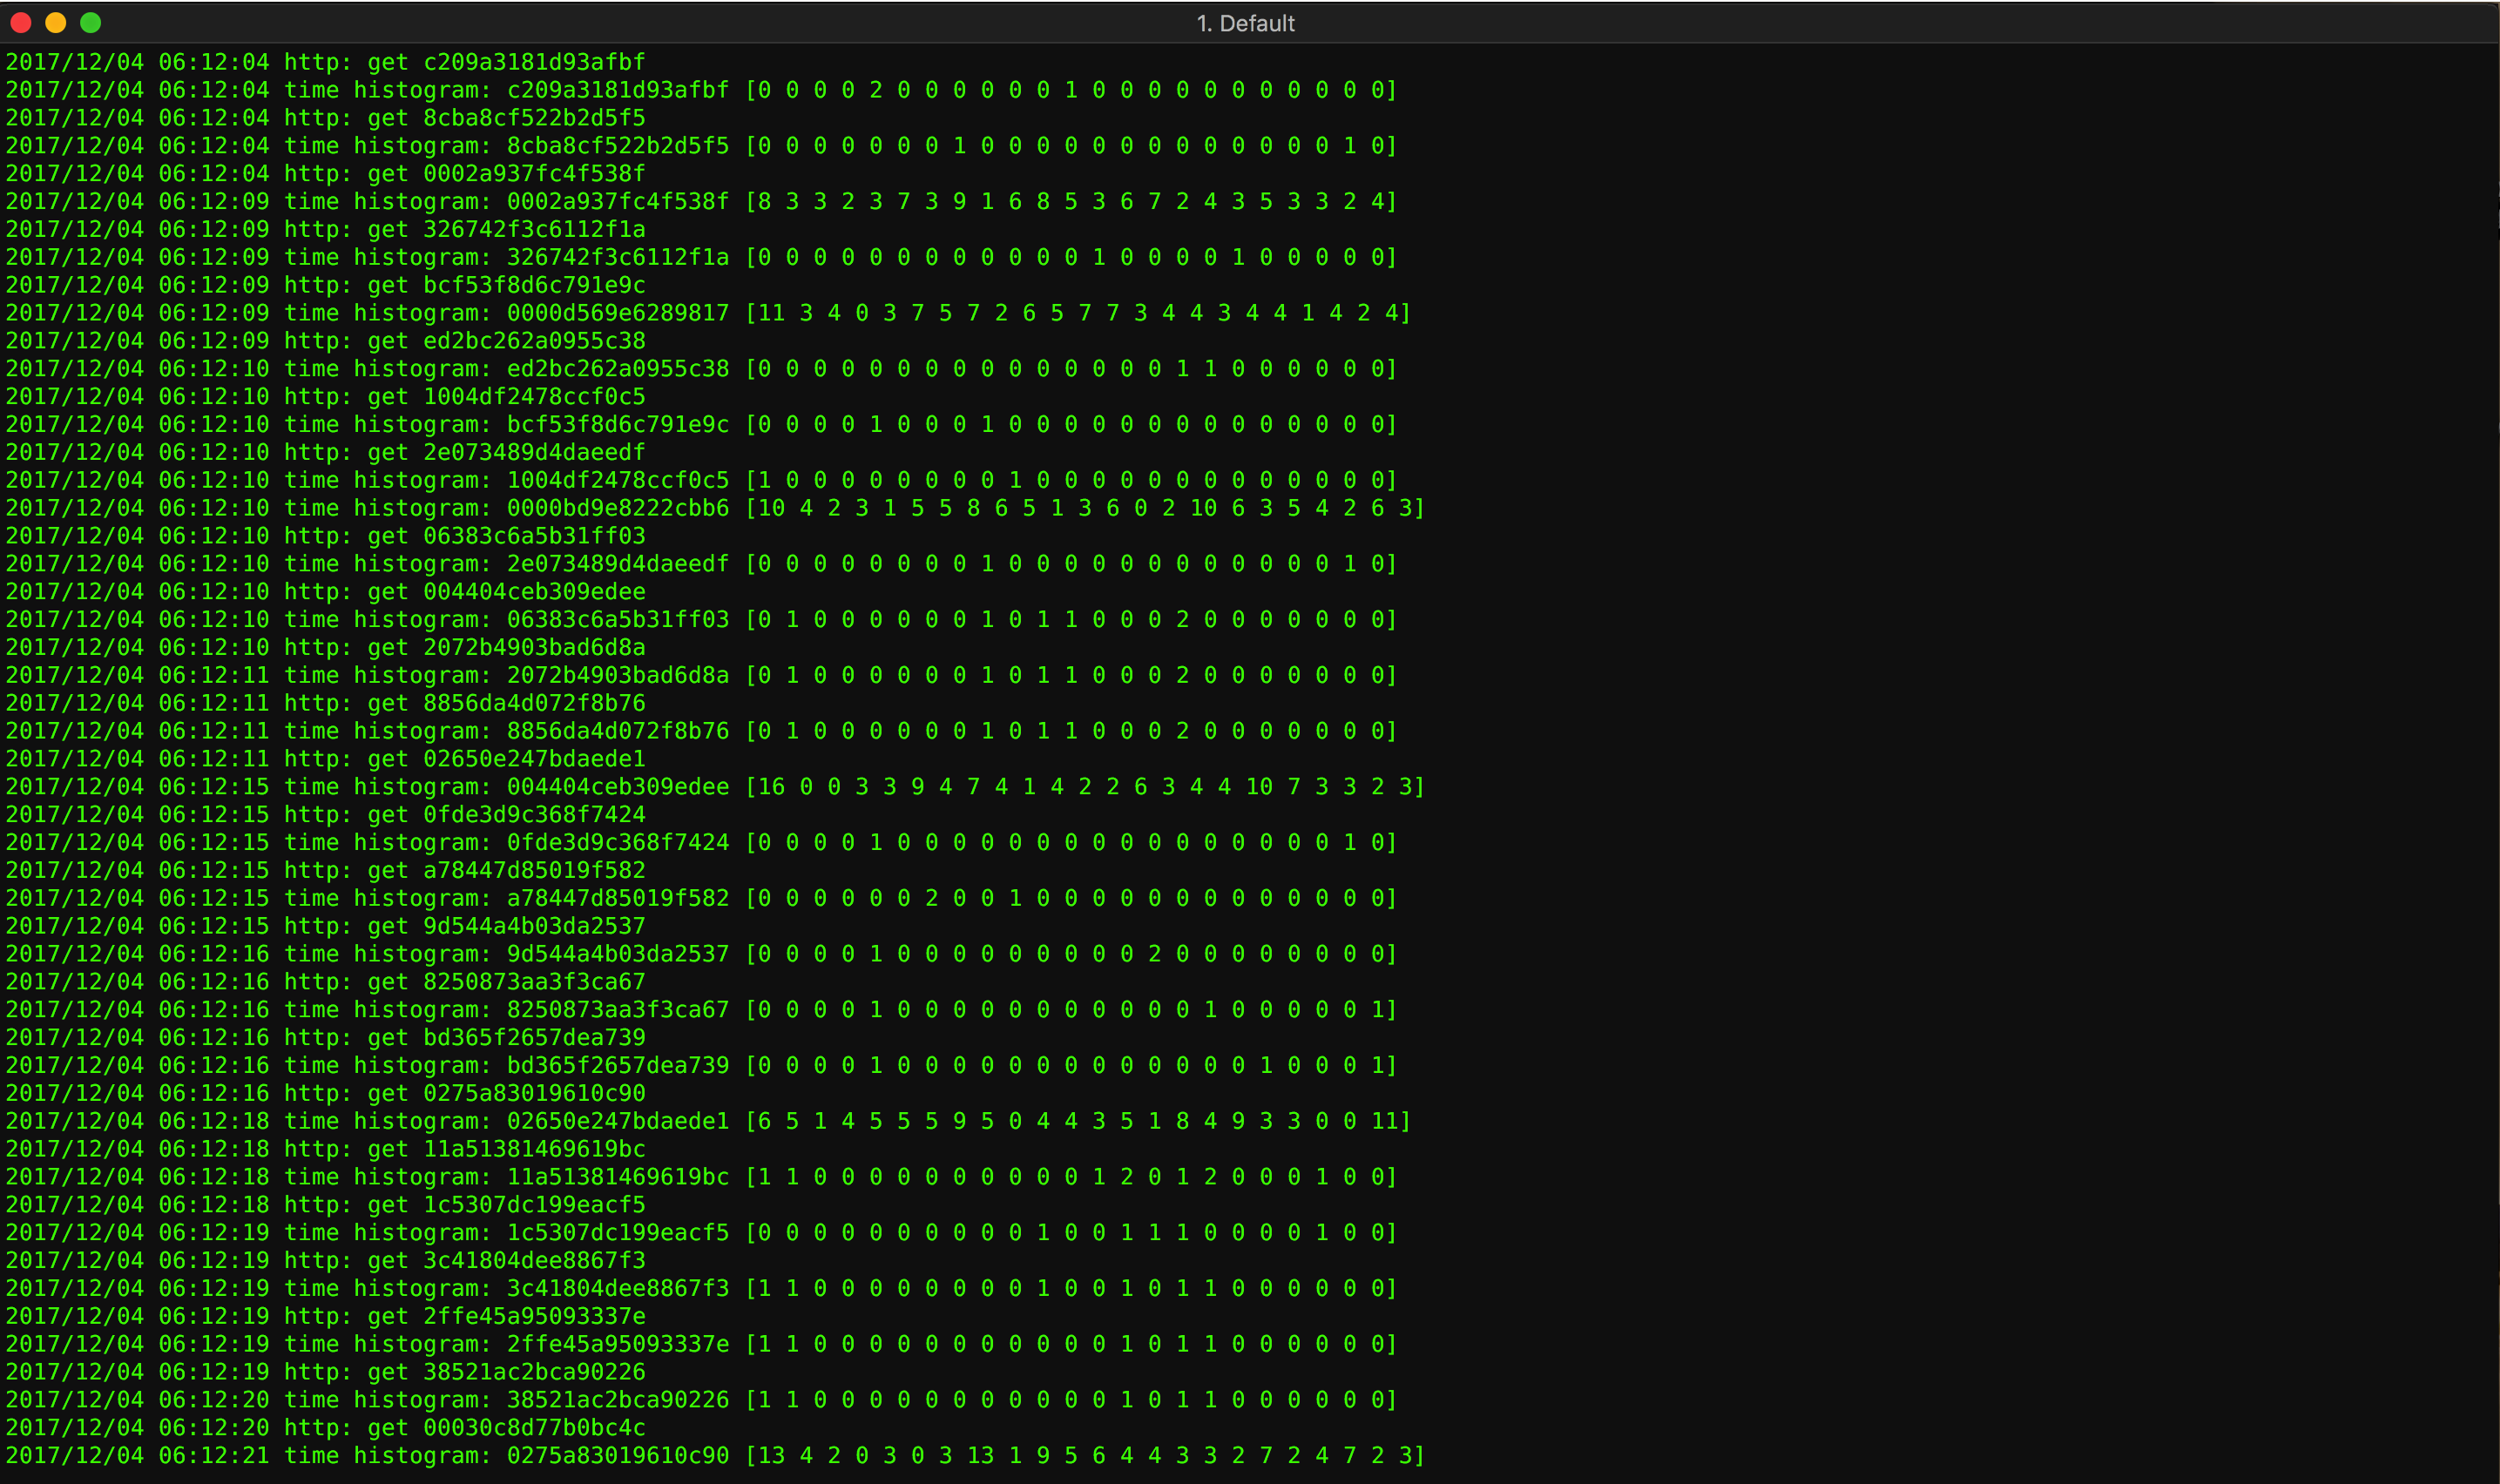 1. Default
2017/12/04 06:12:04 http: get c209a3181d93afbf
2017/12/04 06:12:04 time histogram: c209a3181d93afbf [0 0 0 0 2 0 0 0 0 0 0 1 0 0 0 0 0 0 0 0 0 0 0]
2017/12/04 06:12:04 http: get 8cba8cf522b2d5f5
2017/12/04 06:12:04 time histogram: 8cba8cf522b2d5f5 [0 0 0 0 0 0 0 1 0 0 0 0 0 0 0 0 0 0 0 0 0 1 0]
2017/12/04 06:12:04 http: get 0002a937fc4f538f
2017/12/04 06:12:09 time histogram: 0002a937fc4f538f [8 3 3 2 3 7 3 9 1 6 8 5 3 6 7 2 4 3 5 3 3 2 4]
2017/12/04 06:12:09 http: get 326742f3c6112f1a
2017/12/04 06:12:09 time histogram: 326742f3c6112f1a [0 0 0 0 0 0 0 0 0 0 0 0 1 0 0 0 0 1 0 0 0 0 0]
2017/12/04 06:12:09 http: get bcf53f8d6c791e9c
2017/12/04 06:12:09 time histogram: 0000d569e6289817 [11 3 4 0 3 7 5 7 2 6 5 7 7 3 4 4 3 4 4 1 4 2 4]
2017/12/04 06:12:09 http: get ed2bc262a0955c38
2017/12/04 06:12:10 time histogram: ed2bc262a0955c38 [0 0 0 0 0 0 0 0 0 0 0 0 0 0 0 1 1 0 0 0 0 0 0]
2017/12/04 06:12:10 http: get 1004df2478ccf0c5
2017/12/04 06:12:10 time histogram: bcf53f8d6c791e9c [0 0 0 0 1 0 0 0 1 0 0 0 0 0 0 0 0 0 0 0 0 0 0]
2017/12/04 06:12:10 http: get 2e073489d4daeedf
2017/12/04 06:12:10 time histogram: 1004df2478ccf0c5 [1 0 0 0 0 0 0 0 0 1 0 0 0 0 0 0 0 0 0 0 0 0 0]
2017/12/04 06:12:10 time histogram: 0000bd9e8222cbb6 [10 4 2 3 1 5 5 8 6 5 1 3 6 0 2 10 6 3 5 4 2 6 3]
2017/12/04 06:12:10 http: get 06383c6a5b31ff03
2017/12/04 06:12:10 time histogram: 2e073489d4daeedf [0 0 0 0 0 0 0 0 1 0 0 0 0 0 0 0 0 0 0 0 0 1 0]
2017/12/04 06:12:10 http: get 004404ceb309edee
2017/12/04 06:12:10 time histogram: 06383c6a5b31ff03 [0 1 0 0 0 0 0 0 1 0 1 1 0 0 0 2 0 0 0 0 0 0 0]
2017/12/04 06:12:10 http: get 2072b4903bad6d8a
2017/12/04 06:12:11 time histogram: 2072b4903bad6d8a [0 1 0 0 0 0 0 0 1 0 1 1 0 0 0 2 0 0 0 0 0 0 0]
2017/12/04 06:12:11 http: get 8856da4d072f8b76
2017/12/04 06:12:11 time histogram: 8856da4d072f8b76 [0 1 0 0 0 0 0 0 1 0 1 1 0 0 0 2 0 0 0 0 0 0 0]
2017/12/04 06:12:11 http: get 02650e247bdaede1
2017/12/04 06:12:15 time histogram: 004404ceb309edee [16 0 0 3 3 9 4 7 4 1 4 2 2 6 3 4 4 10 7 3 3 2 3]
2017/12/04 06:12:15 http: get 0fde3d9c368f7424
2017/12/04 06:12:15 time histogram: 0fde3d9c368f7424 [0 0 0 0 1 0 0 0 0 0 0 0 0 0 0 0 0 0 0 0 0 1 0]
2017/12/04 06:12:15 http: get a78447d85019f582
2017/12/04 06:12:15 time histogram: a78447d85019f582 [0 0 0 0 0 0 2 0 0 1 0 0 0 0 0 0 0 0 0 0 0 0 0]
2017/12/04 06:12:15 http: get 9d544a4b03da2537
2017/12/04 06:12:16 time histogram: 9d544a4b03da2537 [0 0 0 0 1 0 0 0 0 0 0 0 0 0 2 0 0 0 0 0 0 0 0]
2017/12/04 06:12:16 http: get 8250873aa3f3ca67
2017/12/04 06:12:16 time histogram: 8250873aa3f3ca67 [0 0 0 0 1 0 0 0 0 0 0 0 0 0 0 0 1 0 0 0 0 0 1]
2017/12/04 06:12:16 http: get bd365f2657dea739
2017/12/04 06:12:16 time histogram: bd365f2657dea739 [0 0 0 0 1 0 0 0 0 0 0 0 0 0 0 0 0 0 1 0 0 0 1]
2017/12/04 06:12:16 http: get 0275a83019610c90
2017/12/04 06:12:18 time histogram: 02650e247bdaede1 [6 5 1 4 5 5 5 9 5 0 4 4 3 5 1 8 4 9 3 3 0 0 11]
2017/12/04 06:12:18 http: get 11a51381469619bc
2017/12/04 06:12:18 time histogram: 11a51381469619bc [1 1 0 0 0 0 0 0 0 0 0 0 1 2 0 1 2 0 0 0 1 0 0]
2017/12/04 06:12:18 http: get 1c5307dc199eacf5
2017/12/04 06:12:19 time histogram: 1c5307dc199eacf5 [0 0 0 0 0 0 0 0 0 0 1 0 0 1 1 1 0 0 0 0 1 0 0]
2017/12/04 06:12:19 http: get 3c41804dee8867f3
2017/12/04 06:12:19 time histogram: 3c41804dee8867f3 [1 1 0 0 0 0 0 0 0 0 1 0 0 1 0 1 1 0 0 0 0 0 0]
2017/12/04 06:12:19 http: get 2ffe45a95093337e
2017/12/04 06:12:19 time histogram: 2ffe45a95093337e [1 1 0 0 0 0 0 0 0 0 0 0 0 1 0 1 1 0 0 0 0 0 0]
2017/12/04 06:12:19 http: get 38521ac2bca90226
2017/12/04 06:12:20 time histogram: 38521ac2bca90226 [1 1 0 0 0 0 0 0 0 0 0 0 0 1 0 1 1 0 0 0 0 0 0]
2017/12/04 06:12:20 http: get 00030c8d77b0bc4c
2017/12/04 06:12:21 time histogram: 0275a83019610c90 [13 4 2 0 3 0 3 13 1 9 5 6 4 4 3 3 2 7 2 4 7 2 3]